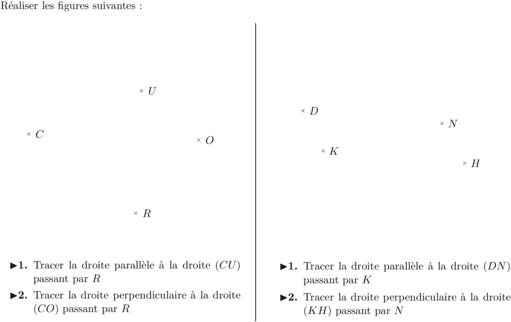 Réaliser les figures suivantes :
× U
× C
× O
× R
▶1. Tracer la droite parallèle à la droite (CU)
passant par R
▶2. Tracer la droite perpendiculaire à la droite
(CO) passant par R
× D
× N
× K
× H
▶1. Tracer la droite parallèle à la droite (DN)
passant par K
▶2. Tracer la droite perpendiculaire à la droite
(KH) passant par N